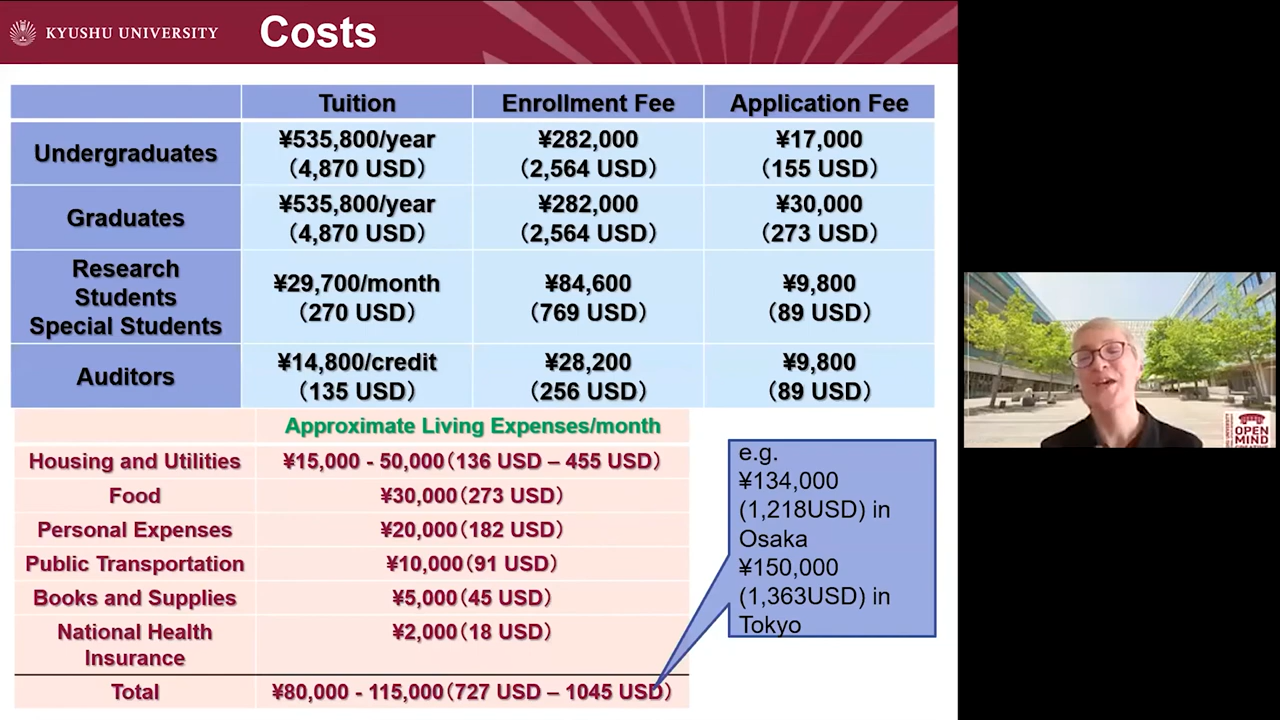 KYUSHU UNIVERSITY
Costs
Tuition Enrollment Fee Application Fee
Undergraduates
¥535,800/year
(4,870 USD)
¥282,000
(2,564 USD)
¥17,000
(155 USD)
Graduates
¥535,800/year
(4,870 USD)
¥282,000
(2,564 USD)
¥30,000
(273 USD)
Research
Students
Special Students
¥29,700/month
(270 USD)
¥84,600
(769 USD)
¥9,800
(89 USD)
Auditors
¥14,800/credit
(135 USD)
¥28,200
(256 USD)
¥9,800
(89 USD)
Approximate Living Expenses/month
Housing and Utilities ¥15,000 - 50,000(136 USD – 455 USD)
Food ¥30,000(273 USD)
Personal Expenses ¥20,000(182 USD)
Public Transportation ¥10,000(91 USD)
Books and Supplies ¥5,000(45 USD)
National Health
Insurance
¥2,000(18 USD)
Total ¥80,000 - 115,000(727 USD – 1045 USD)
e.g.
¥134,000
(1,218USD) in
Osaka
¥150,000
(1,363USD) in
Tokyo
OPEN
MIND